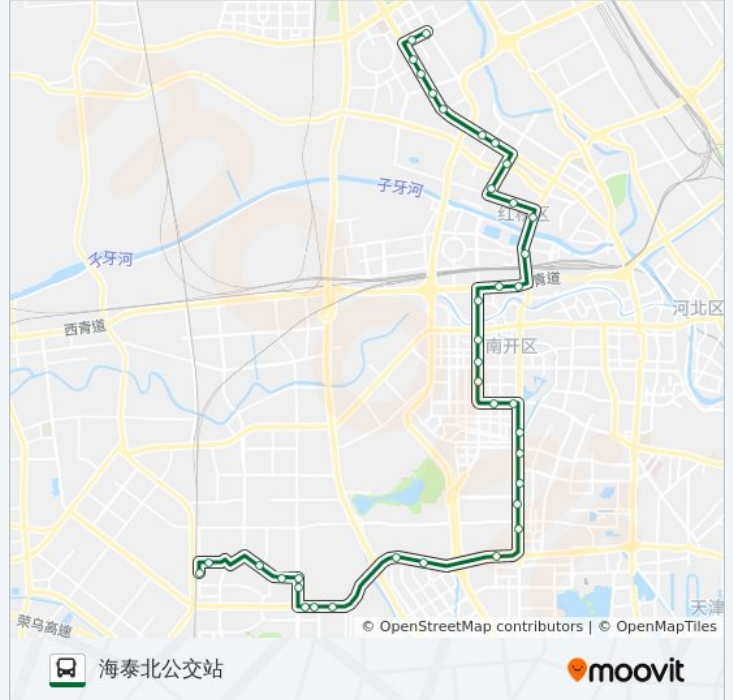 子牙河
红桥区
子牙河
青道
河北区
西青道
南开区
天津
荣乌高速
© OpenStreetMap contributors | © OpenMapTiles
海泰北公交站
moovit